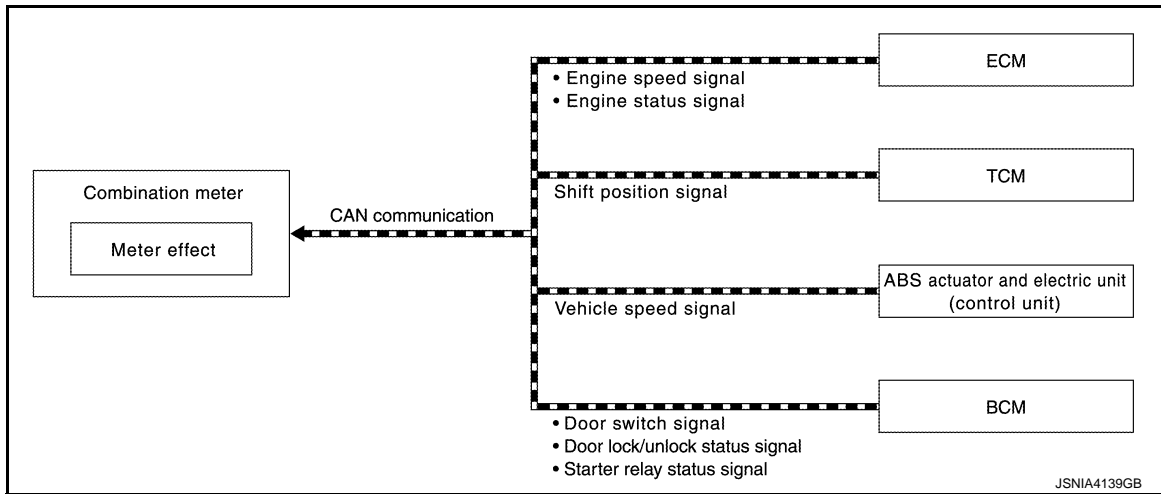 ECM
• Engine speed signal
• Engine status signal
Combination meter
Meter effect
CAN communication
TCM
Shift position signal
ABS actuator and electric unit
(control unit)
Vehicle speed signal
BCM
• Door switch signal
• Door lock/unlock status signal
• Starter relay status signal
JSNIA4139GB